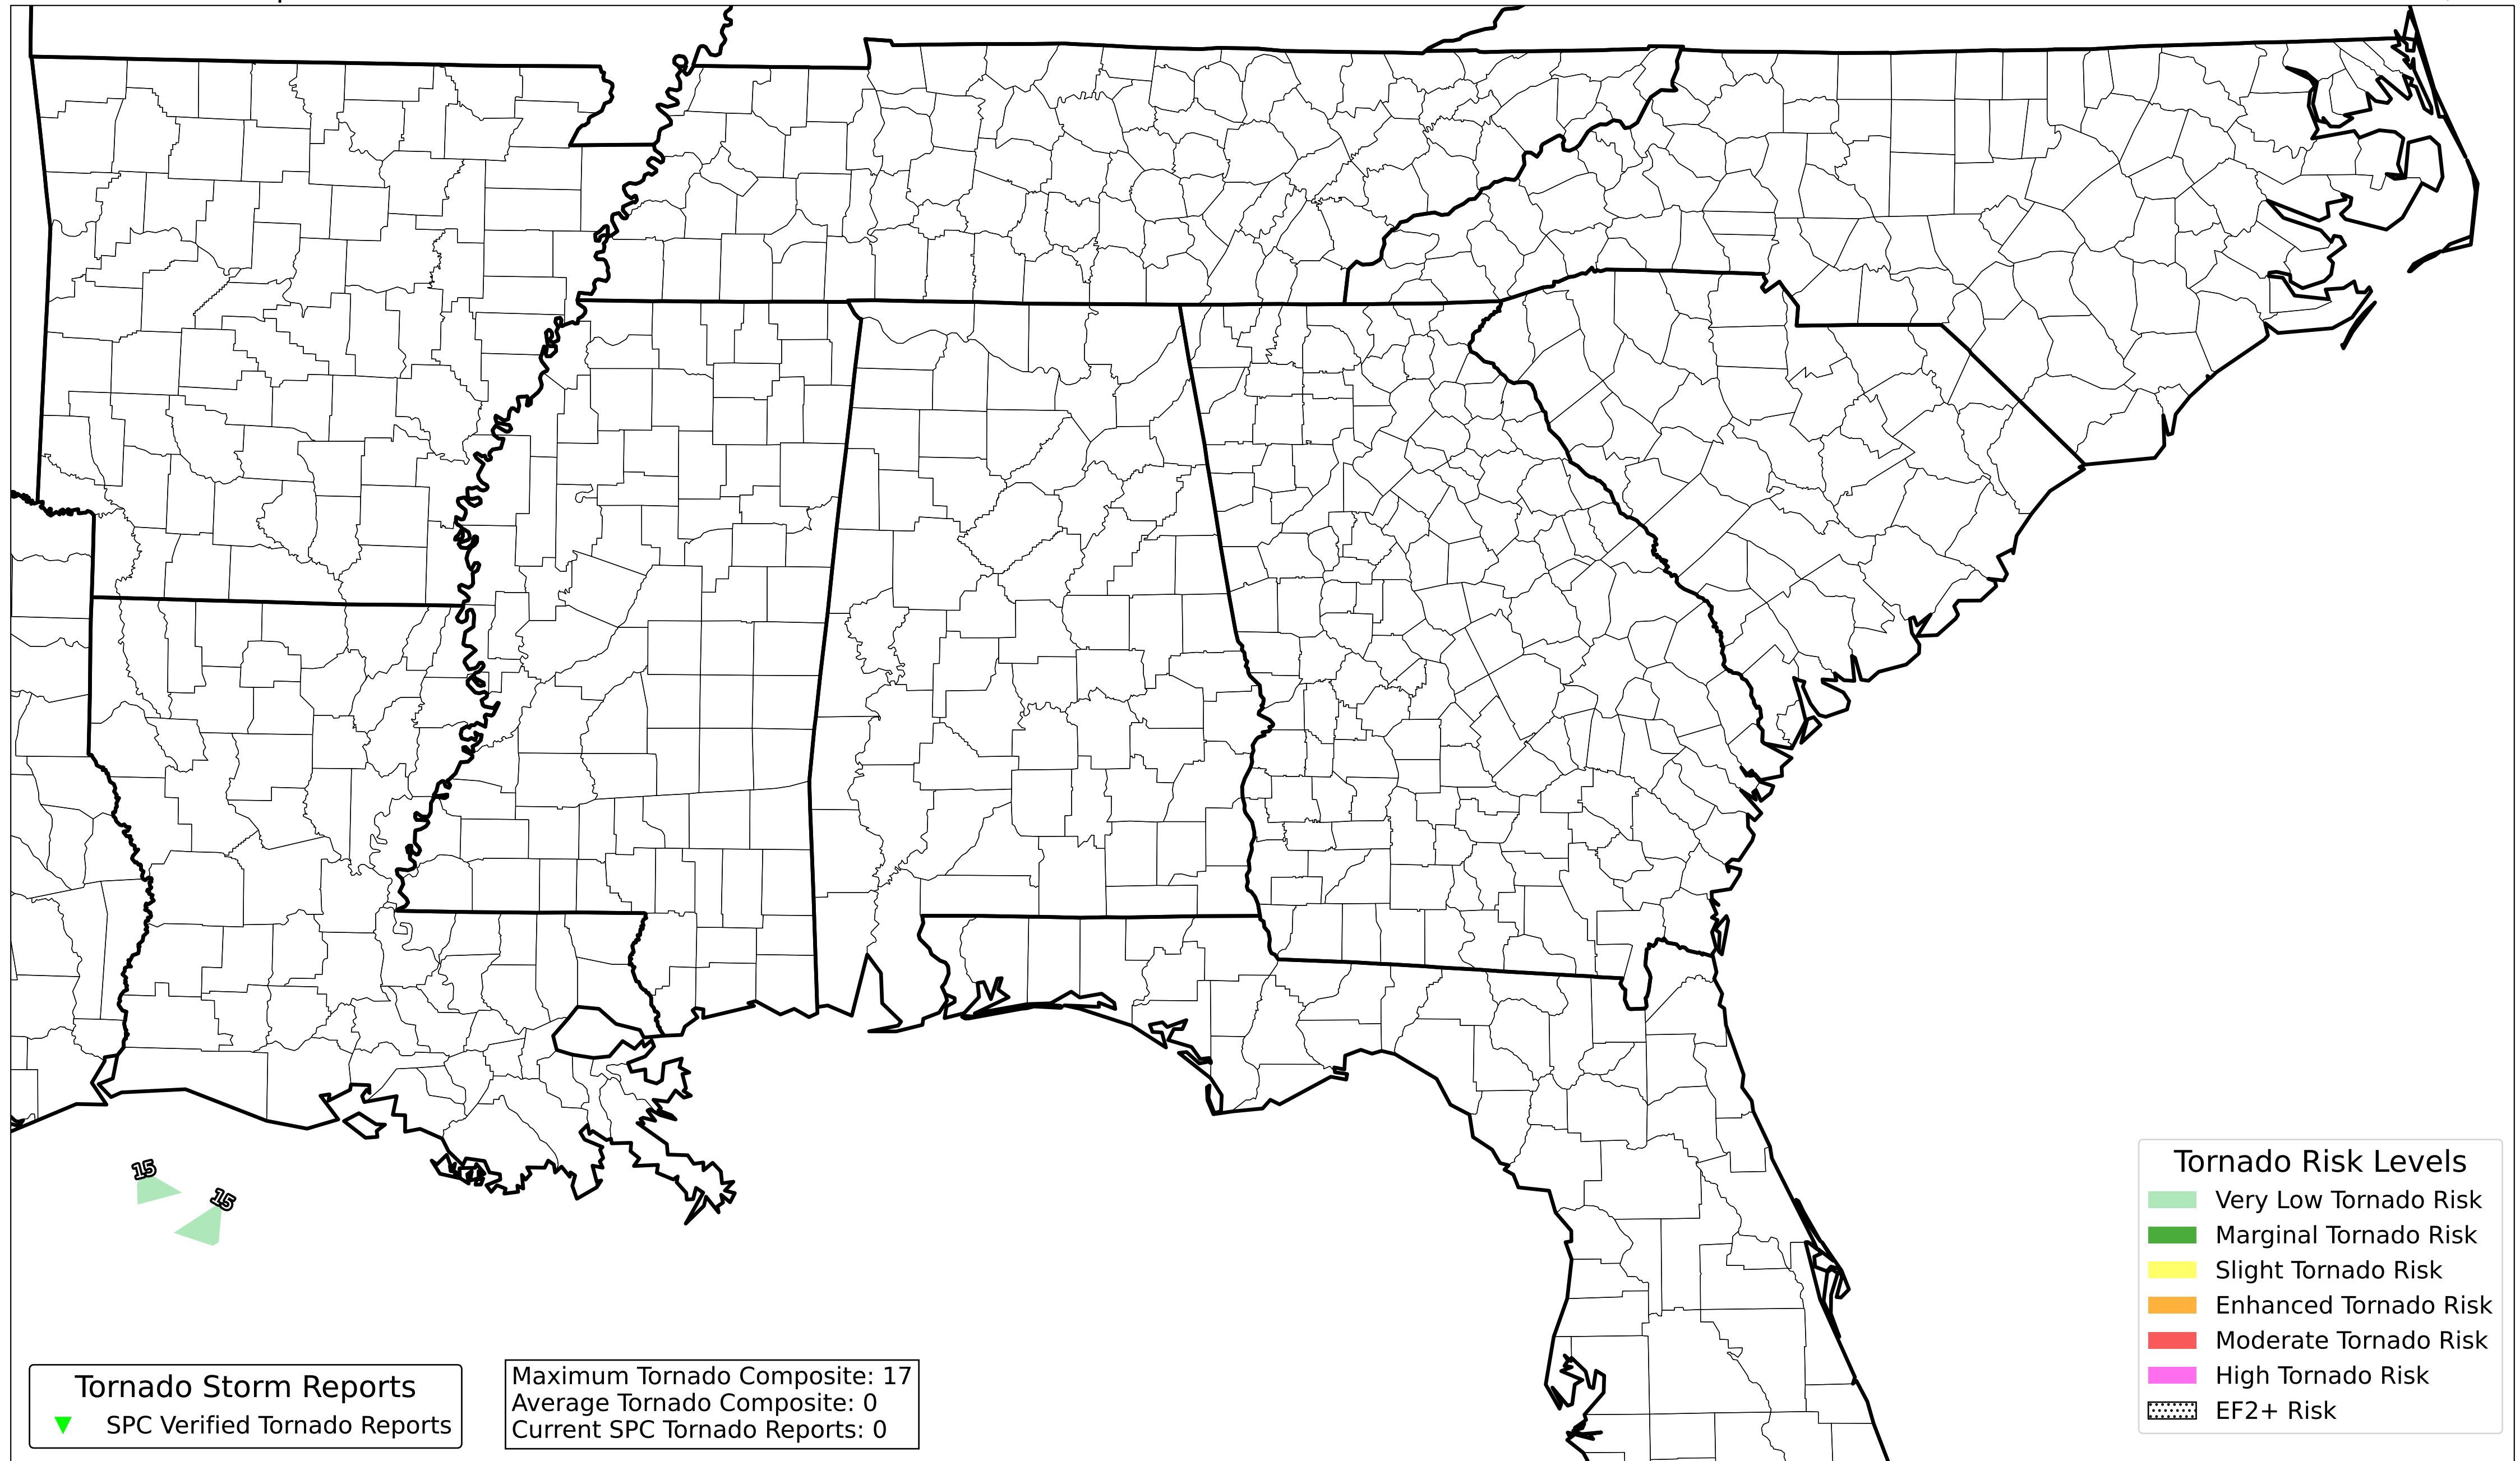 15
15
Tornado Risk Levels
Very Low Tornado Risk
Marginal Tornado Risk
Slight Tornado Risk
Enhanced Tornado Risk
Moderate Tornado Risk
High Tornado Risk
EF2+ Risk
Tornado Storm Reports
SPC Verified Tornado Reports
Maximum Tornado Composite: 17
Average Tornado Composite: 0
Current SPC Tornado Reports: 0